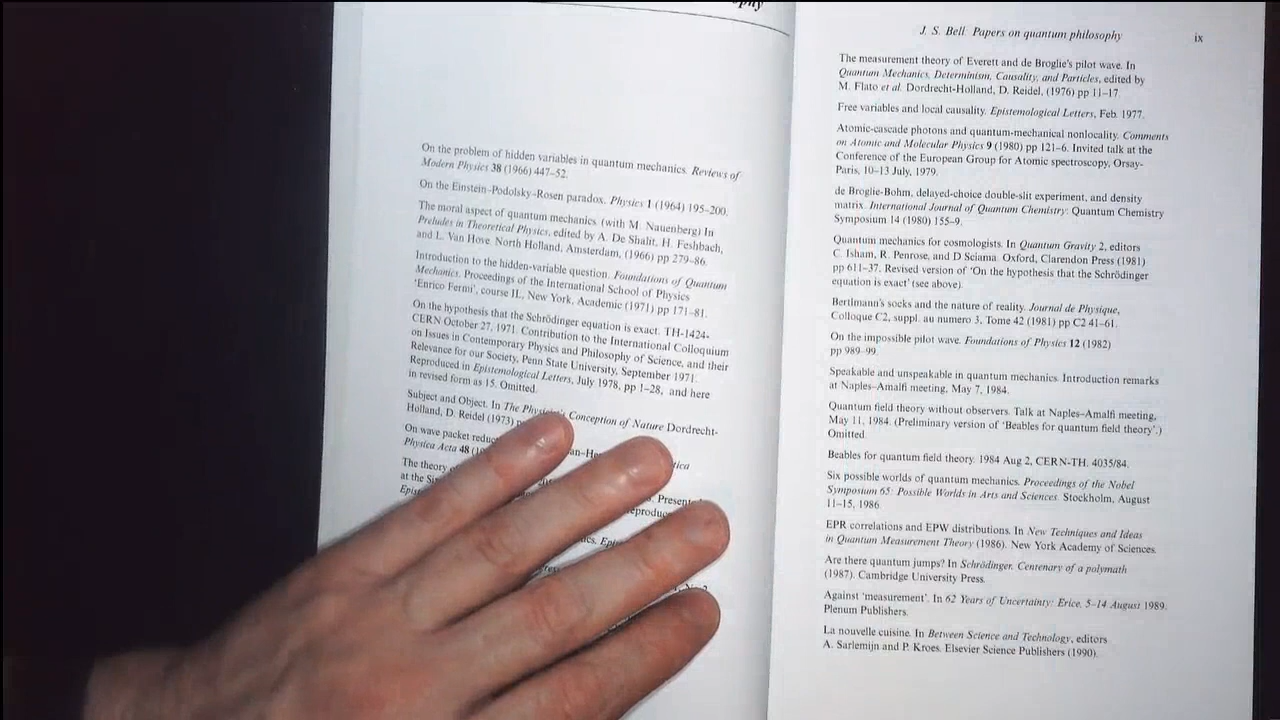 phy
On the problem of hidden variables in quantum mechanics. Reviews of
Modern Physics 38 (1966) 447–52.
On the Einstein–Podolsky–Rosen paradox. Physics 1 (1964) 195–200.
The moral aspect of quantum mechanics (with M. Nauenberg) In
Preludes in Theoretical Physics, edited by A. De Shalit, H. Feshbach,
and L. Van Hove. North Holland, Amsterdam, (1966) pp 279–86.
Introduction to the hidden-variable question. Foundations of Quantum
Mechanics. Proceedings of the International School of Physics
'Enrico Fermi', course IL, New York, Academic (1971) pp 171–81.
On the hypothesis that the Schrödinger equation is exact. TH-1424-
CERN October 27, 1971. Contribution to the International Colloquium
on Issues in Contemporary Physics and Philosophy of Science, and their
Relevance for our Society, Penn State University, September 1971.
Reproduced in Epistemological Letters, July 1978, pp 1–28, and here
in revised form as 15. Omitted.
Subject and Object. In The Physicist's Conception of Nature Dordrecht-
Holland, D. Reidel (1973) p
On wave packet reduc an–He etica
Physica Acta 48 (1
The theory s. Present
at the Si reproduc
Epis
ics. Epi
J. S. Bell Papers on quantum philosophy ix
The measurement theory of Everett and de Broglie's pilot wave. In
Quantum Mechanics, Determinism, Causality, and Particles, edited by
M. Flato et al. Dordrecht-Holland, D. Reidel, (1976) pp 11–17.
Free variables and local causality. Epistemological Letters, Feb. 1977.
Atomic-cascade photons and quantum-mechanical nonlocality. Comments
on Atomic and Molecular Physics 9 (1980) pp 121–6. Invited talk at the
Conference of the European Group for Atomic spectroscopy, Orsay-
Paris, 10–13 July, 1979.
de Broglie-Bohm, delayed-choice double-slit experiment, and density
matrix. International Journal of Quantum Chemistry: Quantum Chemistry
Symposium 14 (1980) 155–9.
Quantum mechanics for cosmologists. In Quantum Gravity 2, editors
C. Isham, R. Penrose, and D Sciama. Oxford, Clarendon Press (1981)
pp 611–37. Revised version of 'On the hypothesis that the Schrödinger
equation is exact' (see above).
Bertlmann's socks and the nature of reality. Journal de Physique,
Colloque C2, suppl. au numero 3, Tome 42 (1981) pp C2 41–61.
On the impossible pilot wave. Foundations of Physics 12 (1982)
pp 989–99.
Speakable and unspeakable in quantum mechanics. Introduction remarks
at Naples–Amalfi meeting, May 7, 1984.
Quantum field theory without observers. Talk at Naples–Amalfi meeting,
May 11, 1984. (Preliminary version of 'Beables for quantum field theory'.)
Omitted.
Beables for quantum field theory. 1984 Aug 2, CERN-TH. 4035/84.
Six possible worlds of quantum mechanics. Proceedings of the Nobel
Symposium 65: Possible Worlds in Arts and Sciences. Stockholm, August
11–15, 1986.
EPR correlations and EPW distributions. In New Techniques and Ideas
in Quantum Measurement Theory (1986). New York Academy of Sciences.
Are there quantum jumps? In Schrödinger. Centenary of a polymath
(1987). Cambridge University Press.
Against 'measurement'. In 62 Years of Uncertainty: Erice, 5–14 August 1989.
Plenum Publishers.
La nouvelle cuisine. In Between Science and Technology, editors
A. Sarlemijn and P. Kroes. Elsevier Science Publishers (1990).